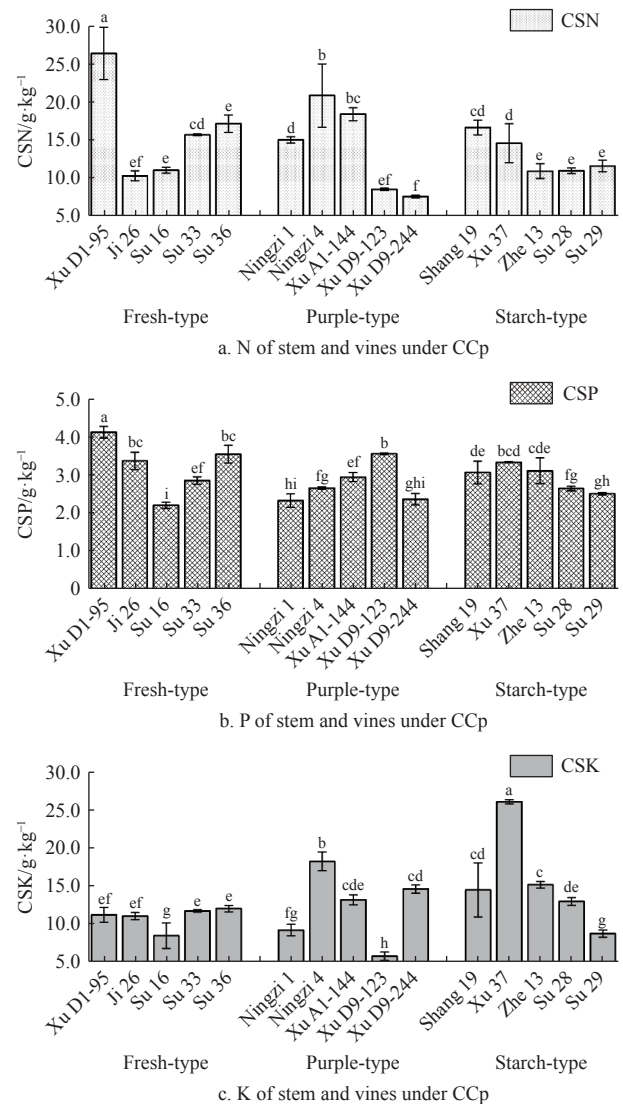 CSN
CSN/g·kg⁻¹
30.0
25.0
20.0
15.0
10.0
5.0
a ef e cd e d b bc ef f cd d e e e
Xu D1-95 Ji 26 Su 16 Su 33 Su 36 Ningzi 1 Ningzi 4 Xu A1-144 Xu D9-123 Xu D9-244 Shang 19 Xu 37 Zhe 13 Su 28 Su 29
Fresh-type Purple-type Starch-type
a. N of stem and vines under CCp
CSP
CSP/g·kg⁻¹
5.0
4.0
3.0
2.0
1.0
0
a bc i ef bc hi fg ef b ghi de bcd cde fg gh
Xu D1-95 Ji 26 Su 16 Su 33 Su 36 Ningzi 1 Ningzi 4 Xu A1-144 Xu D9-123 Xu D9-244 Shang 19 Xu 37 Zhe 13 Su 28 Su 29
Fresh-type Purple-type Starch-type
b. P of stem and vines under CCp
CSK
CSK/g·kg⁻¹
30.0
25.0
20.0
15.0
10.0
5.0
ef ef g e e fg b cde h cd cd a c de g
Xu D1-95 Ji 26 Su 16 Su 33 Su 36 Ningzi 1 Ningzi 4 Xu A1-144 Xu D9-123 Xu D9-244 Shang 19 Xu 37 Zhe 13 Su 28 Su 29
Fresh-type Purple-type Starch-type
c. K of stem and vines under CCp